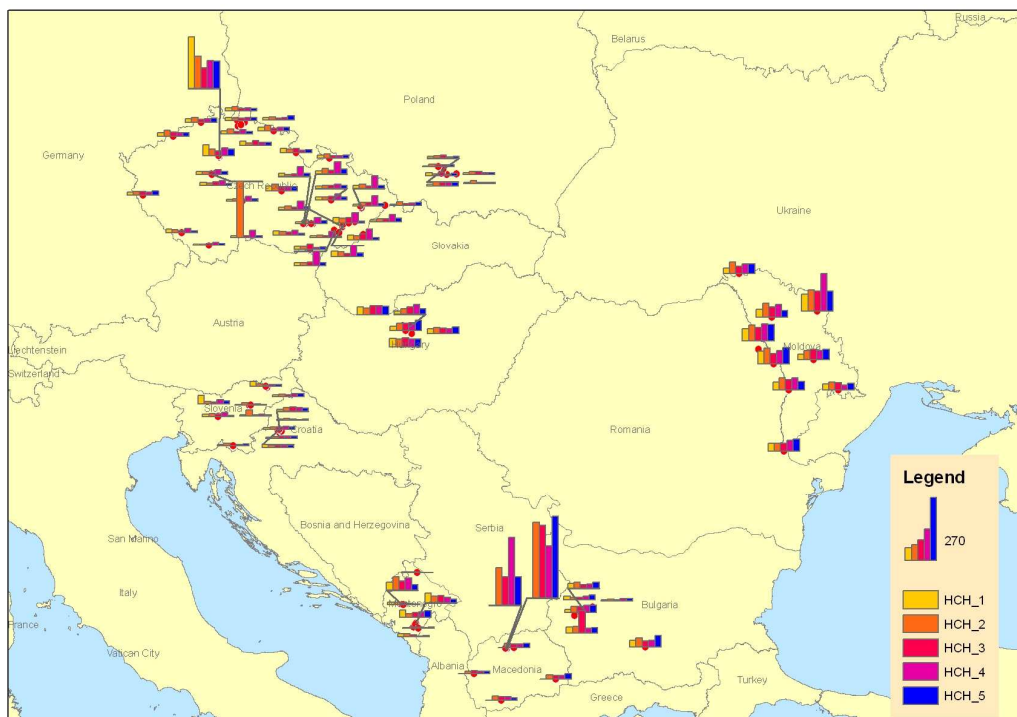 Russia
Belarus
Poland
Germany
Ukraine
Czech Republic
Slovakia
Austria
Liechtenstein
Switzerland
Hungary
Moldova
Slovenia
Croatia
Romania
Legend
270
Bosnia and Herzegovina
Serbia
San Marino
Italy
HCH_1
HCH_2
HCH_3
HCH_4
HCH_5
Bulgaria
France
Vatican City
Albania
Macedonia
Turkey
Greece